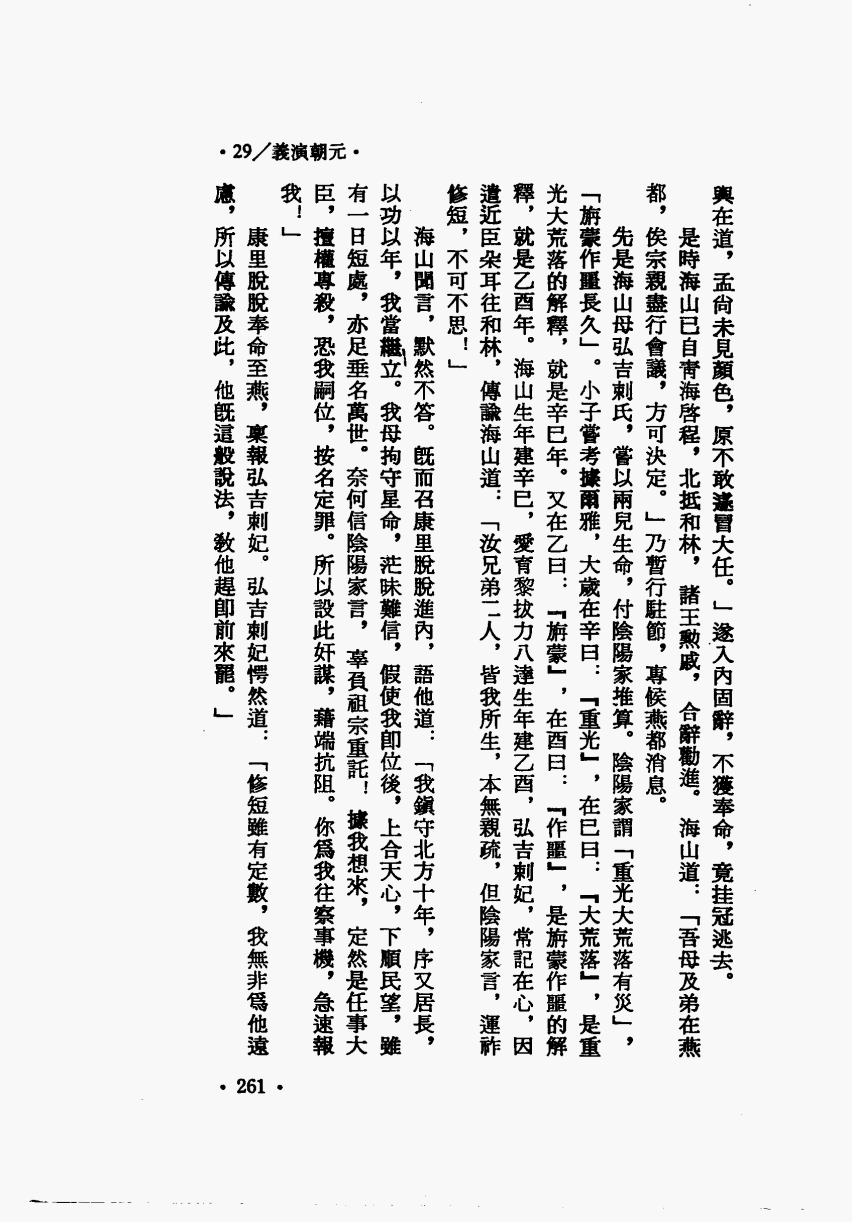 •29／義演朝元•
輿在道，孟尚未見顏色，原不敢遽冒大任。」遂入內固辭，不獲奉命，竟挂冠逃去。
是時海山已自青海啓程，北抵和林，諸王勲戚，合辭勸進。海山道：「吾母及弟在燕
都，俟宗親盡行會議，方可決定。」乃暫行駐節，專候燕都消息。
先是海山母弘吉剌氏，嘗以兩兒生命，付陰陽家推算。陰陽家謂「重光大荒落有災」，
「旃蒙作噩長久」。小子嘗考據爾雅，大歲在辛曰：『重光』，在巳曰：『大荒落』，是重
光大荒落的解釋，就是辛巳年。又在乙曰：『旃蒙』，在酉曰：『作噩』，是旃蒙作噩的解
釋，就是乙酉年。海山生年建辛巳，愛育黎拔力八達生年建乙酉，弘吉剌妃，常記在心，因
遣近臣朶耳往和林，傳諭海山道：「汝兄弟二人，皆我所生，本無親疏，但陰陽家言，運祚
修短，不可不思！」
海山聞言，默然不答。旣而召康里脫脫進內，語他道：「我鎭守北方十年，序又居長，
以功以年，我當繼立。我母拘守星命，茫昧難信，假使我卽位後，上合天心，下順民望，雖
有一日短處，亦足垂名萬世。奈何信陰陽家言，辜負祖宗重託！據我想來，定然是任事大
臣，擅權專殺，恐我嗣位，按名定罪。所以設此奸謀，藉端抗阻。你爲我往察事機，急速報
我！」
康里脫脫奉命至燕，稟報弘吉剌妃。弘吉剌妃愕然道：「修短雖有定數，我無非爲他遠
慮，所以傳諭及此，他旣這般說法，敎他趕卽前來罷。」
•261•